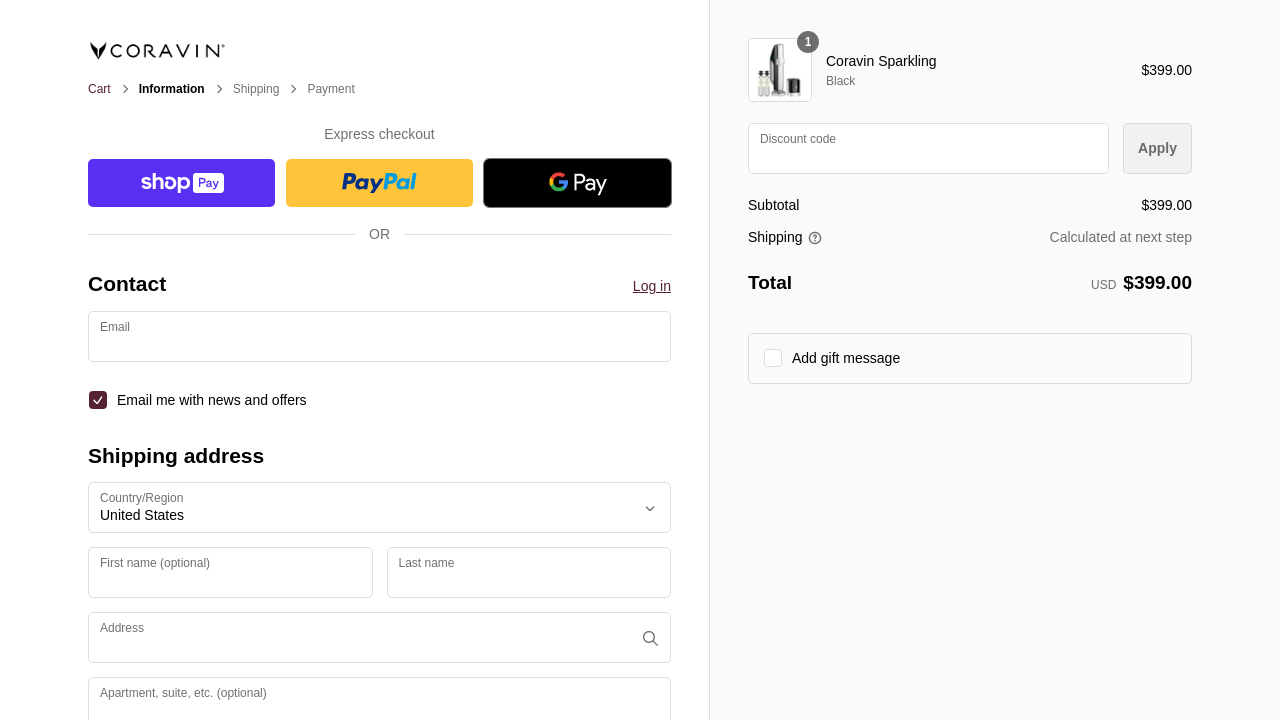 CORAVIN
Cart > Information > Shipping > Payment
Express checkout
shop Pay
PayPal
G Pay
OR
Contact
Log in
Email
Email me with news and offers
Shipping address
Country/Region
United States
First name (optional)
Last name
Address
Apartment, suite, etc. (optional)
1
Coravin Sparkling
Black
$399.00
Discount code
Apply
Subtotal $399.00
Shipping Calculated at next step
Total USD $399.00
Add gift message